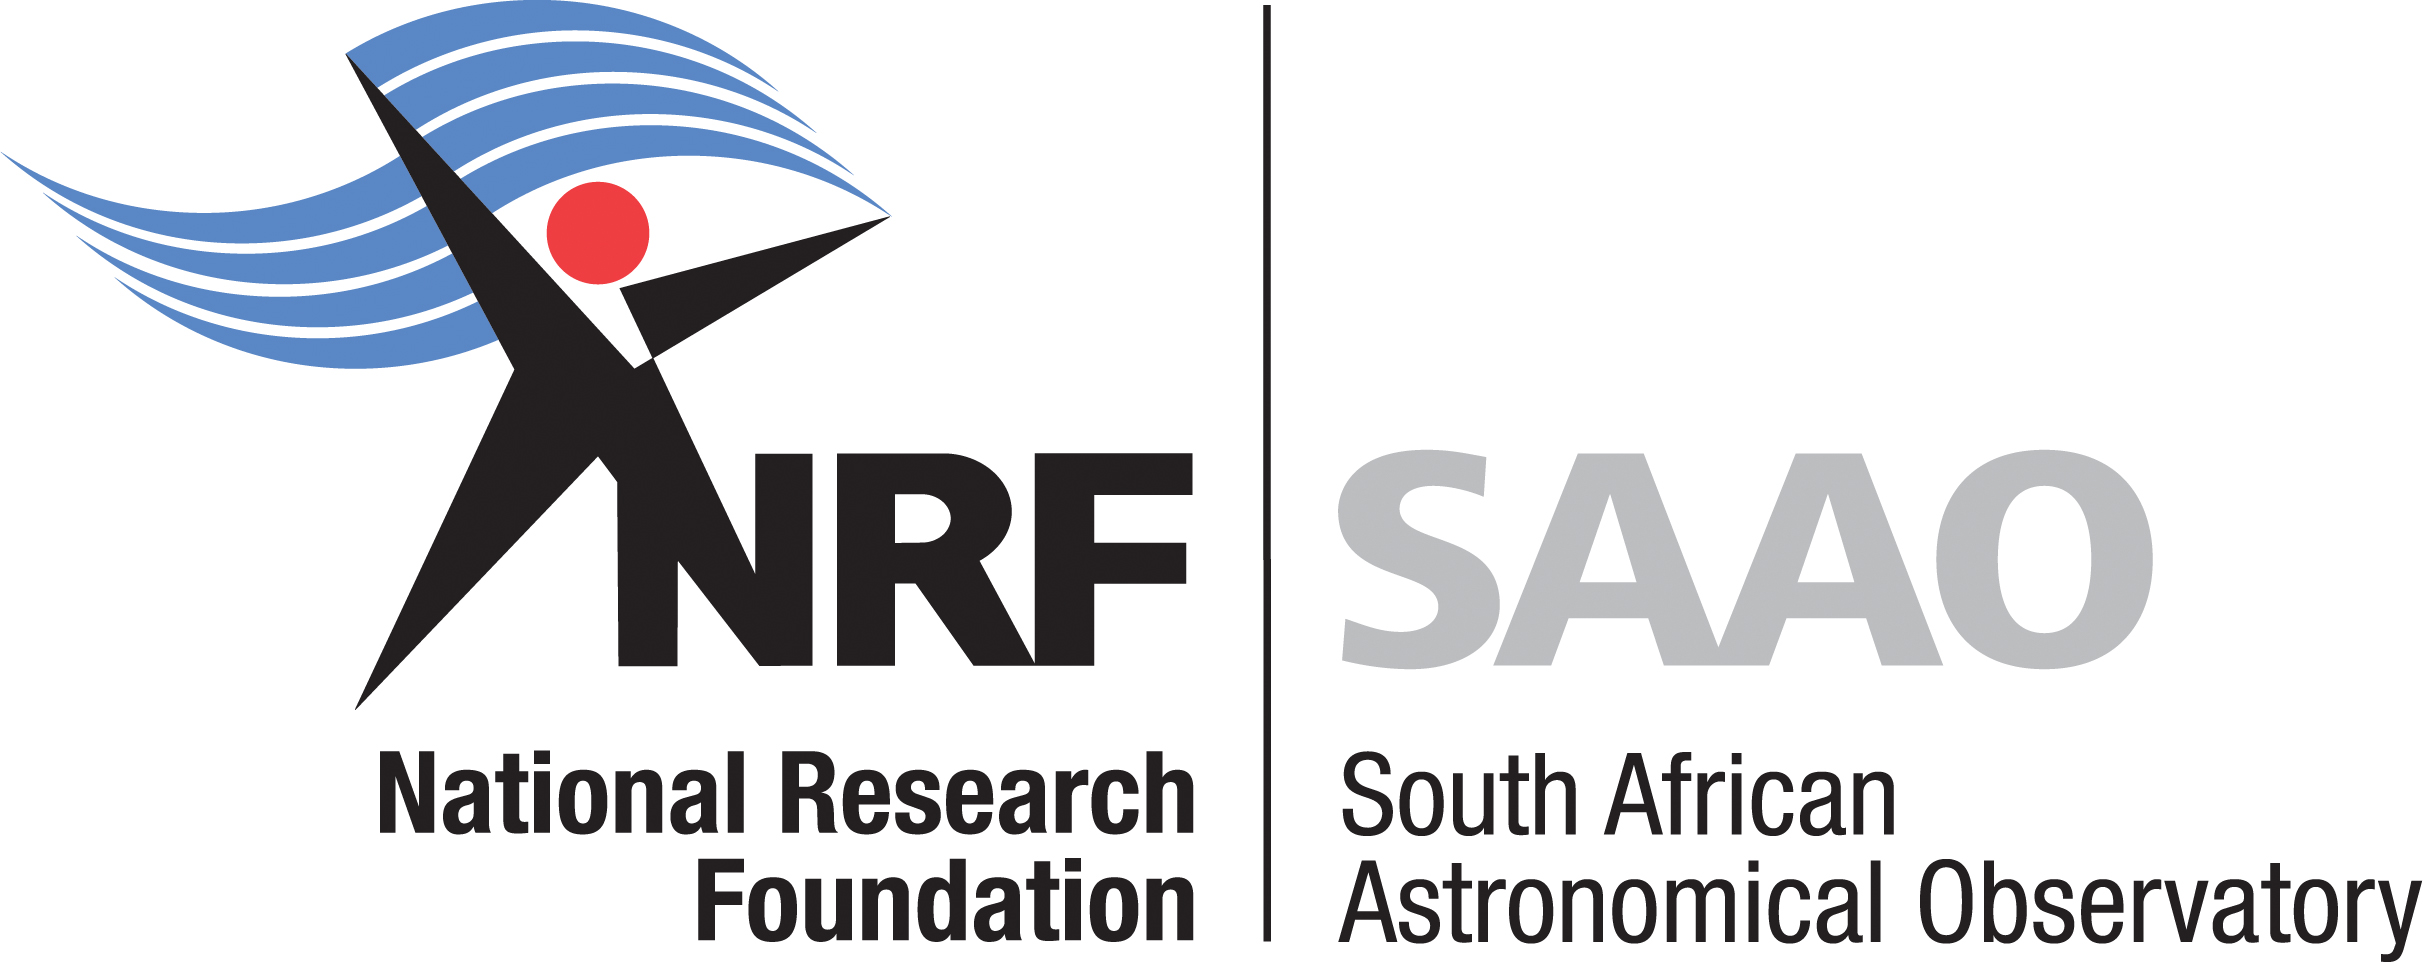 NRF
National Research
Foundation
SAAO
South African
Astronomical Observatory